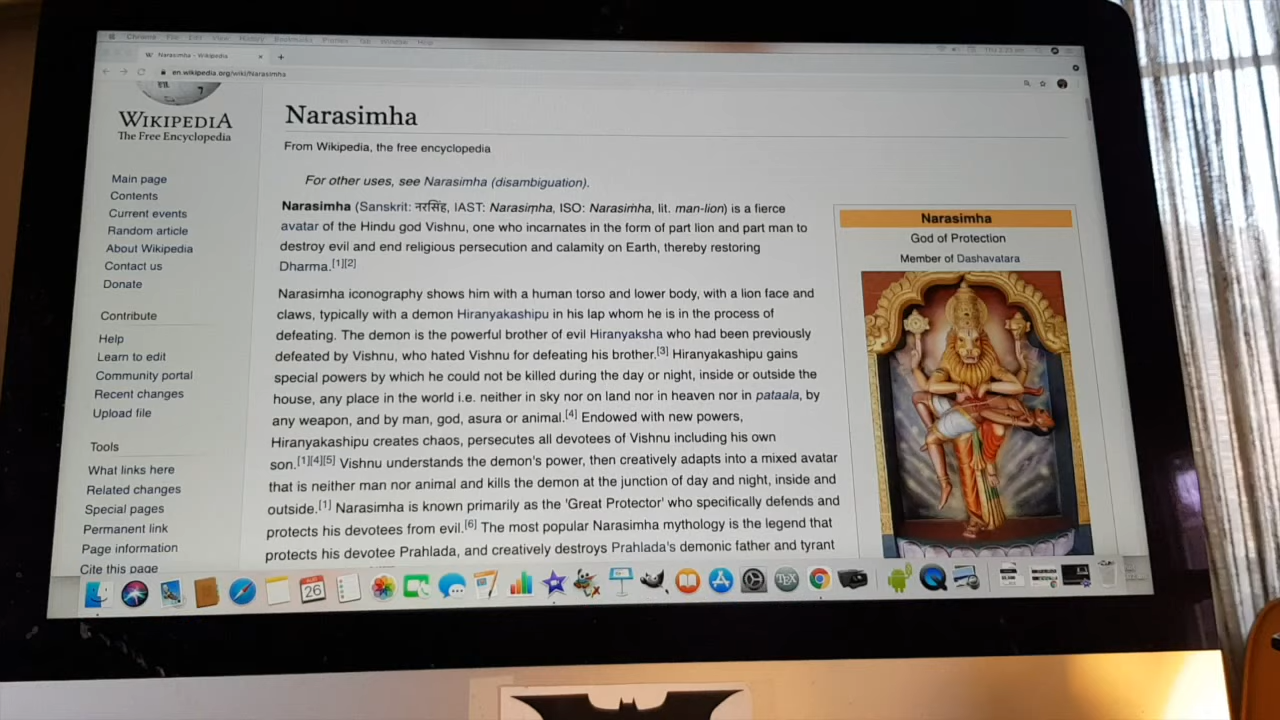 Chrome File Edit View History Bookmarks Profiles Tab Window Help
Narasimha - Wikipedia
en.wikipedia.org/wiki/Narasimha
WIKIPEDIA
The Free Encyclopedia
Main page
Contents
Current events
Random article
About Wikipedia
Contact us
Donate
Contribute
Help
Learn to edit
Community portal
Recent changes
Upload file
Tools
What links here
Related changes
Special pages
Permanent link
Page information
Cite this page
Narasimha
From Wikipedia, the free encyclopedia
For other uses, see Narasimha (disambiguation).
Narasimha (Sanskrit: नरसिंह, IAST: Narasiṃha, ISO: Narasiṁha, lit. man-lion) is a fierce
avatar of the Hindu god Vishnu, one who incarnates in the form of part lion and part man to
destroy evil and end religious persecution and calamity on Earth, thereby restoring
Dharma.[1][2]
Narasimha iconography shows him with a human torso and lower body, with a lion face and
claws, typically with a demon Hiranyakashipu in his lap whom he is in the process of
defeating. The demon is the powerful brother of evil Hiranyaksha who had been previously
defeated by Vishnu, who hated Vishnu for defeating his brother.[3] Hiranyakashipu gains
special powers by which he could not be killed during the day or night, inside or outside the
house, any place in the world i.e. neither in sky nor on land nor in heaven nor in pataala, by
any weapon, and by man, god, asura or animal.[4] Endowed with new powers,
Hiranyakashipu creates chaos, persecutes all devotees of Vishnu including his own
son.[1][4][5] Vishnu understands the demon's power, then creatively adapts into a mixed avatar
that is neither man nor animal and kills the demon at the junction of day and night, inside and
outside.[1] Narasimha is known primarily as the 'Great Protector' who specifically defends and
protects his devotees from evil.[6] The most popular Narasimha mythology is the legend that
protects his devotee Prahlada, and creatively destroys Prahlada's demonic father and tyrant
Narasimha
God of Protection
Member of Dashavatara
26
TEX